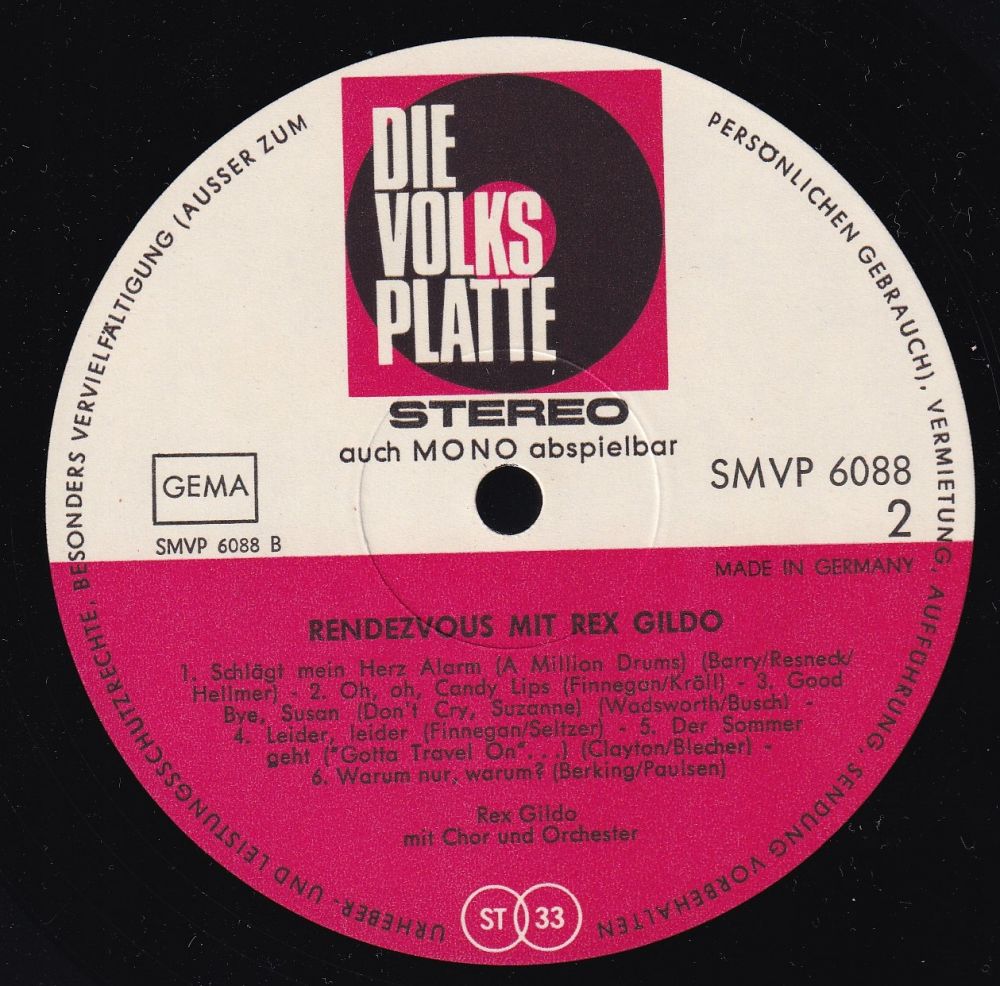 DIE
VOLKS
PLATTE
STEREO
auch MONO abspielbar
GEMA
SMVP 6088 B
SMVP 6088
2
MADE IN GERMANY
RENDEZVOUS MIT REX GILDO
1. Schlägt mein Herz Alarm (A Million Drums) (Barry/Resneck/
Hellmer) - 2. Oh, oh, Candy Lips (Finnegan/Kröll) - 3. Good
Bye, Susan (Don't Cry, Suzanne) (Wadsworth/Busch) -
4. Leider, leider (Finnegan/Seltzer) - 5. Der Sommer
geht ("Gotta Travel On"...) (Clayton/Blecher) -
6. Warum nur, warum? (Berking/Paulsen)
Rex Gildo
mit Chor und Orchester
ST 33
URHEBER- UND LEISTUNGSSCHUTZRECHTE, BESONDERS VERVIELFÄLTIGUNG (AUSSER ZUM PERSÖNLICHEN GEBRAUCH), VERMIETUNG, AUFFÜHRUNG, SENDUNG VORBEHALTEN